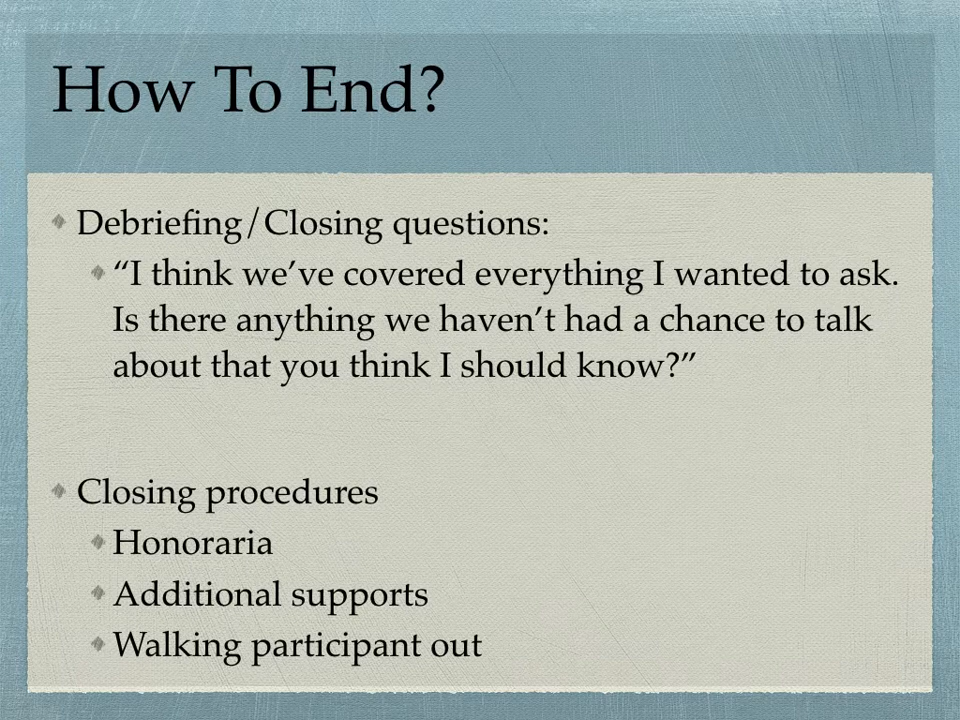 How To End?
Debriefing/Closing questions:
“I think we’ve covered everything I wanted to ask.
Is there anything we haven’t had a chance to talk
about that you think I should know?”
Closing procedures
Honoraria
Additional supports
Walking participant out